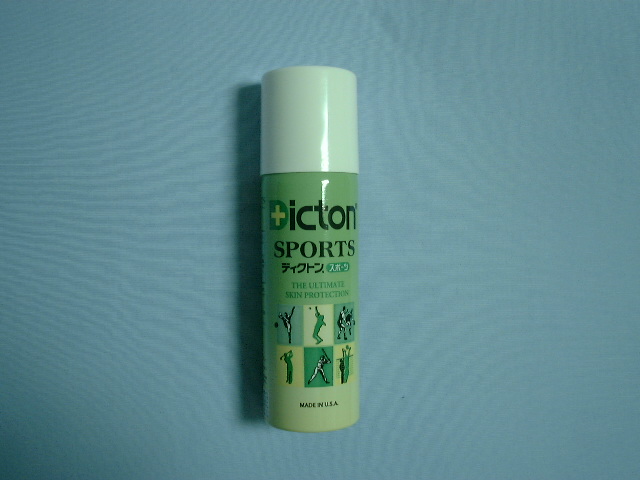 Dicton
SPORTS
ディクトン スポーツ
THE ULTIMATE
SKIN PROTECTION
MADE IN U.S.A.